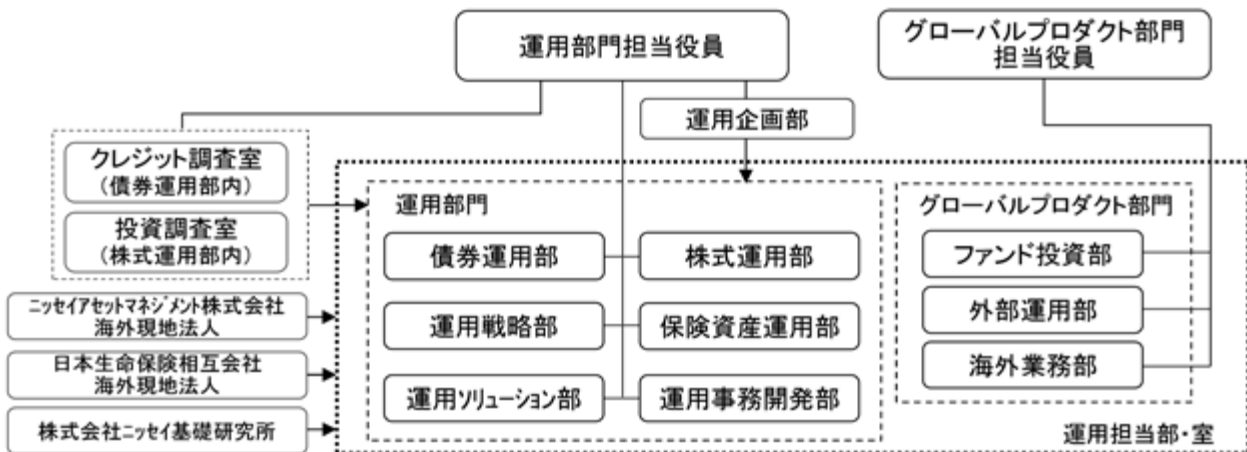 運用部門担当役員
グローバルプロダクト部門
担当役員
運用企画部
クレジット調査室
（債券運用部内）
投資調査室
（株式運用部内）
運用部門
グローバルプロダクト部門
債券運用部
株式運用部
ファンド投資部
ニッセイアセットマネジメント株式会社
海外現地法人
運用戦略部
保険資産運用部
外部運用部
日本生命保険相互会社
海外現地法人
海外業務部
運用ソリューション部
運用事務開発部
株式会社ニッセイ基礎研究所
運用担当部・室